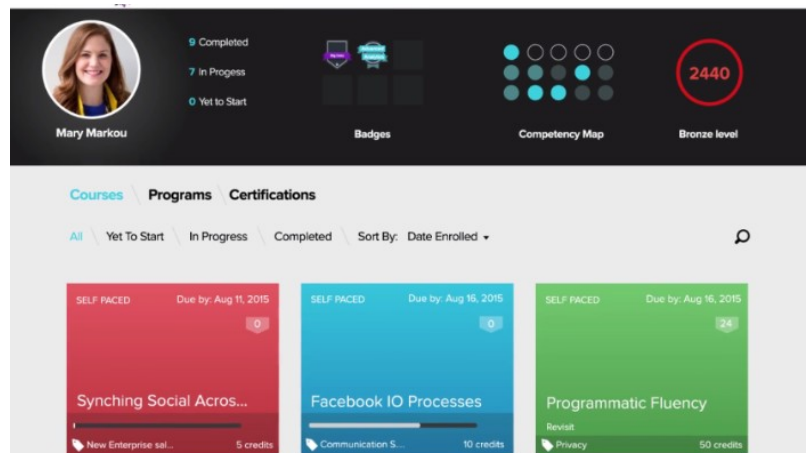 9 Completed
7 In Progess
0 Yet to Start
2440
Mary Markou
Badges
Competency Map
Bronze level
Courses Programs Certifications
All Yet To Start In Progress Completed Sort By: Date Enrolled
SELF PACED Due by: Aug 11, 2015
0
Synching Social Acros...
New Enterprise sal... 5 credits
SELF PACED Due by: Aug 16, 2015
0
Facebook IO Processes
Communication S... 10 credits
SELF PACED Due by: Aug 16, 2015
24
Programmatic Fluency
Revisit
Privacy 50 credits